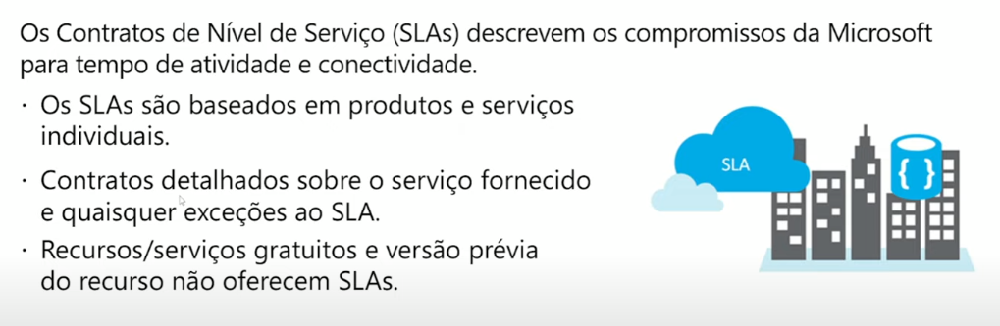 Os Contratos de Nível de Serviço (SLAs) descrevem os compromissos da Microsoft
para tempo de atividade e conectividade.
· Os SLAs são baseados em produtos e serviços
individuais.
· Contratos detalhados sobre o serviço fornecido
e quaisquer exceções ao SLA.
· Recursos/serviços gratuitos e versão prévia
do recurso não oferecem SLAs.
SLA
{ }